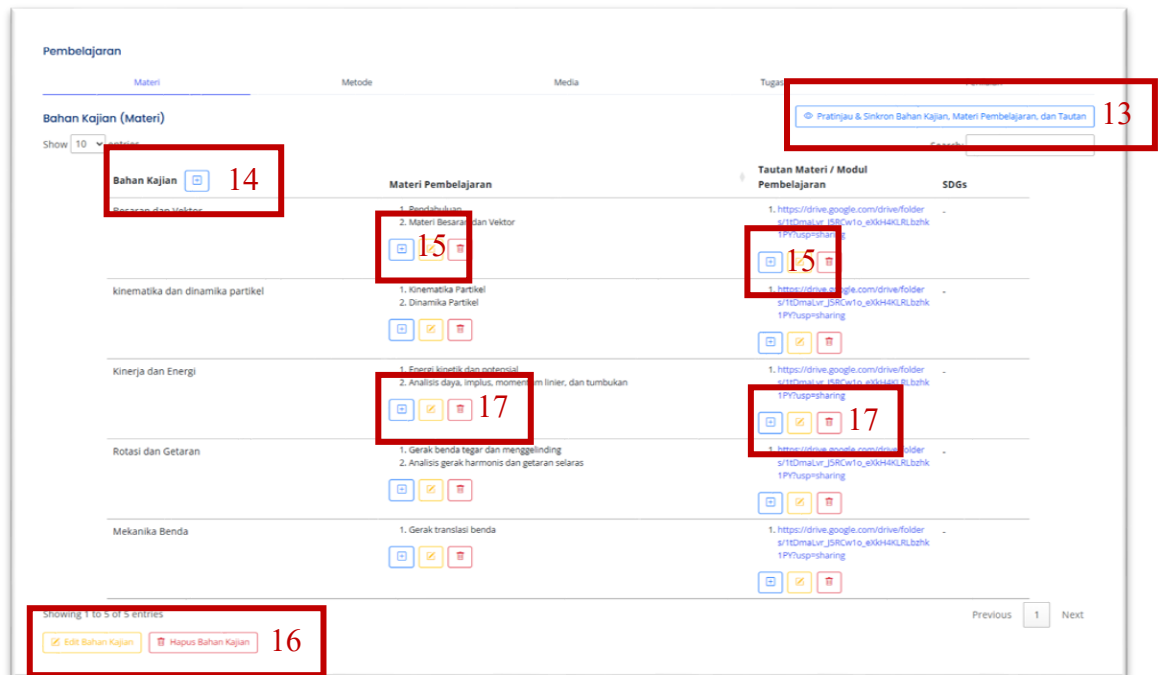 Pembelajaran
Materi Metode Media Tugas
Bahan Kajian (Materi)
Pratinjau & Sinkron Bahan Kajian, Materi Pembelajaran, dan Tautan 13
Show 10 entries
Search:
Bahan Kajian 14
Materi Pembelajaran
Tautan Materi / Modul
Pembelajaran
SDGs
Besaran dan Vektor
1. Pendahuluan
2. Materi Besaran dan Vektor
15
1. https://drive.google.com/drive/folder
s/1tDmaLvr_J5RCw1o_eXkH4KLRLbzhk
1PY?usp=sharing
-
15
kinematika dan dinamika partikel
1. Kinematika Partikel
2. Dinamika Partikel
1. https://drive.google.com/drive/folder
s/1tDmaLvr_J5RCw1o_eXkH4KLRLbzhk
1PY?usp=sharing
-
Kinerja dan Energi
1. Energi kinetik dan potensial
2. Analisis daya, implus, momentum linier, dan tumbukan
17
1. https://drive.google.com/drive/folder
s/1tDmaLvr_J5RCw1o_eXkH4KLRLbzhk
1PY?usp=sharing
-
17
Rotasi dan Getaran
1. Gerak benda tegar dan menggelinding
2. Analisis gerak harmonis dan getaran selaras
1. https://drive.google.com/drive/folder
s/1tDmaLvr_J5RCw1o_eXkH4KLRLbzhk
1PY?usp=sharing
-
Mekanika Benda
1. Gerak translasi benda
1. https://drive.google.com/drive/folder
s/1tDmaLvr_J5RCw1o_eXkH4KLRLbzhk
1PY?usp=sharing
-
Showing 1 to 5 of 5 entries
Previous 1 Next
Edit Bahan Kajian Hapus Bahan Kajian 16